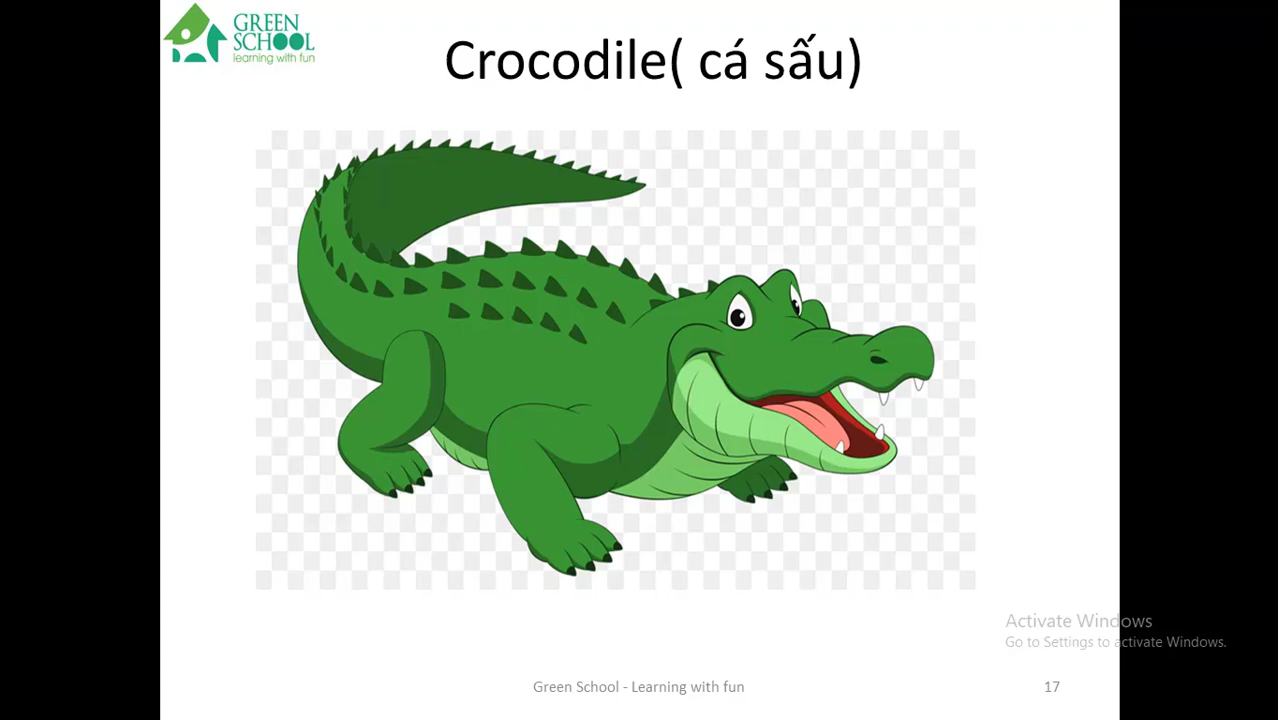 GREEN
SCHOOL
learning with fun
Crocodile( cá sấu)
Activate Windows
Go to Settings to activate Windows.
Green School - Learning with fun
17